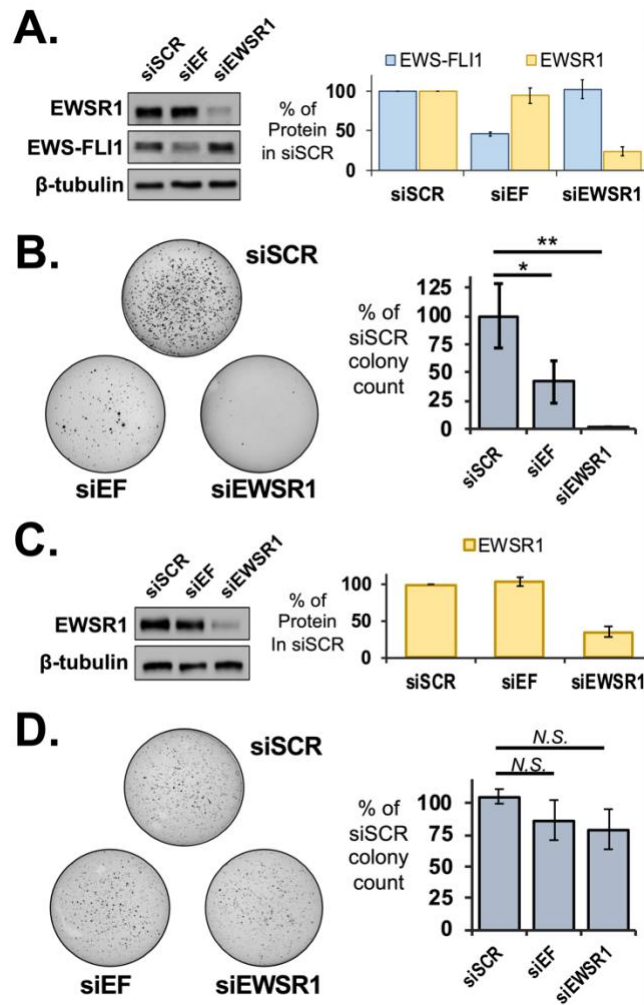 A.
siSCR
siEF
siEWSR1
EWSR1
EWS-FLI1
β-tubulin
EWS-FLI1
EWSR1
% of
Protein
in siSCR
100
50
0
siSCR
siEF
siEWSR1
B.
siSCR
siEF
siEWSR1
% of
siSCR
colony
count
125
100
75
50
25
0
**
*
siSCR
siEF
siEWSR1
C.
siSCR
siEF
siEWSR1
EWSR1
β-tubulin
EWSR1
% of
Protein
In siSCR
100
50
0
siSCR
siEF
siEWSR1
D.
siSCR
siEF
siEWSR1
% of
siSCR
colony
count
100
75
50
25
0
N.S.
N.S.
siSCR
siEF
siEWSR1